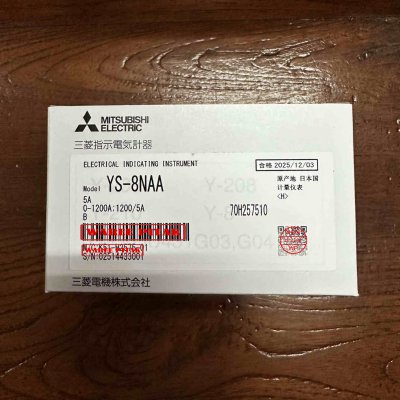 MITSUBISHI
ELECTRIC
三菱指示電気計器
ELECTRICAL INDICATING INSTRUMENT
合格 2025/12/03
Model YS-8NAA
原産地 日本国
計量仪表
<H>
5A
0-1200A:1200/5A
B
70H257510
Y-208
G03,G04
S/N:02514433001
三菱電機株式会社